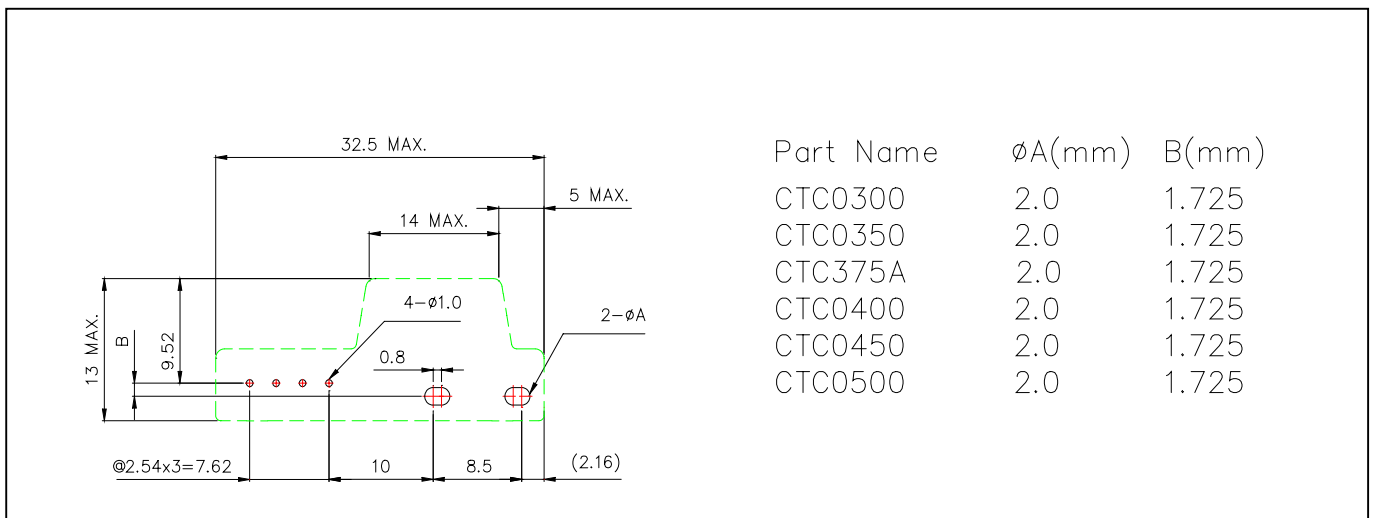 32.5 MAX.
5 MAX.
14 MAX.
4-ø1.0
2-øA
13 MAX.
B
9.52
0.8
@2.54x3=7.62
10
8.5
(2.16)
Part Name øA(mm) B(mm)
CTC0300 2.0 1.725
CTC0350 2.0 1.725
CTC375A 2.0 1.725
CTC0400 2.0 1.725
CTC0450 2.0 1.725
CTC0500 2.0 1.725